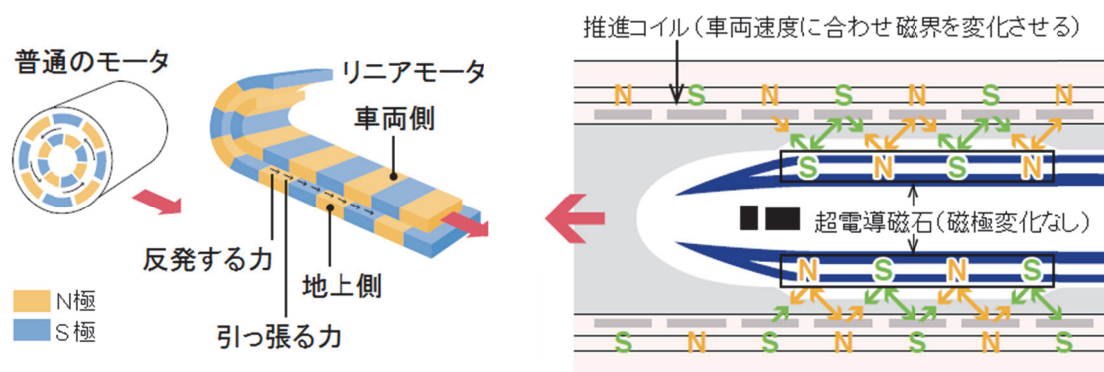 普通のモータ
リニアモータ
車両側
反発する力
地上側
引っ張る力
N極
S極
推進コイル(車両速度に合わせ磁界を変化させる)
N S N S N S N
S N S N
超電導磁石(磁極変化なし)
N S N S
S N S N S N S